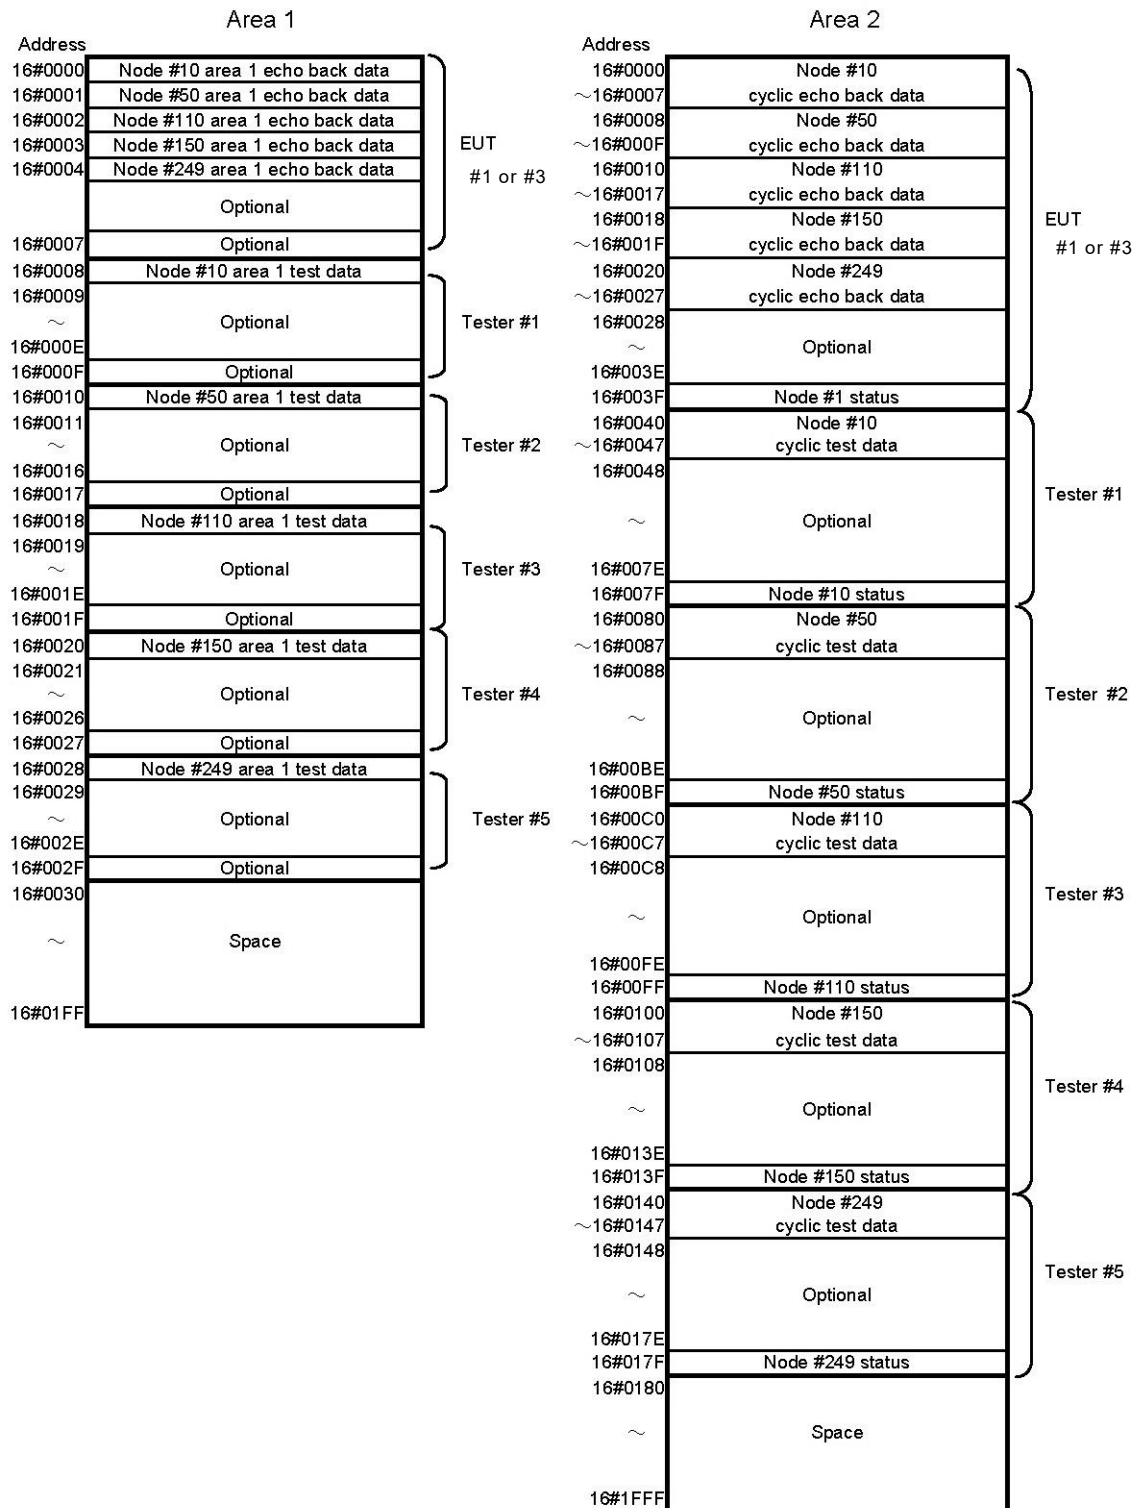 Area 1
Address
16#0000 Node #10 area 1 echo back data
16#0001 Node #50 area 1 echo back data
16#0002 Node #110 area 1 echo back data
16#0003 Node #150 area 1 echo back data
16#0004 Node #249 area 1 echo back data
Optional
16#0007 Optional
EUT
#1 or #3
16#0008 Node #10 area 1 test data
16#0009
~ Optional
16#000E
16#000F Optional
Tester #1
16#0010 Node #50 area 1 test data
16#0011
~ Optional
16#0016
16#0017 Optional
Tester #2
16#0018 Node #110 area 1 test data
16#0019
~ Optional
16#001E
16#001F Optional
Tester #3
16#0020 Node #150 area 1 test data
16#0021
~ Optional
16#0026
16#0027 Optional
Tester #4
16#0028 Node #249 area 1 test data
16#0029
~ Optional
16#002E
16#002F Optional
Tester #5
16#0030
~ Space
16#01FF
Area 2
Address
16#0000 Node #10
~16#0007 cyclic echo back data
16#0008 Node #50
~16#000F cyclic echo back data
16#0010 Node #110
~16#0017 cyclic echo back data
16#0018 Node #150
~16#001F cyclic echo back data
16#0020 Node #249
~16#0027 cyclic echo back data
16#0028
~ Optional
16#003E
16#003F Node #1 status
EUT
#1 or #3
16#0040 Node #10
~16#0047 cyclic test data
16#0048
~ Optional
16#007E
16#007F Node #10 status
Tester #1
16#0080 Node #50
~16#0087 cyclic test data
16#0088
~ Optional
16#00BE
16#00BF Node #50 status
Tester #2
16#00C0 Node #110
~16#00C7 cyclic test data
16#00C8
~ Optional
16#00FE
16#00FF Node #110 status
Tester #3
16#0100 Node #150
~16#0107 cyclic test data
16#0108
~ Optional
16#013E
16#013F Node #150 status
Tester #4
16#0140 Node #249
~16#0147 cyclic test data
16#0148
~ Optional
16#017E
16#017F Node #249 status
Tester #5
16#0180
~ Space
16#1FFF